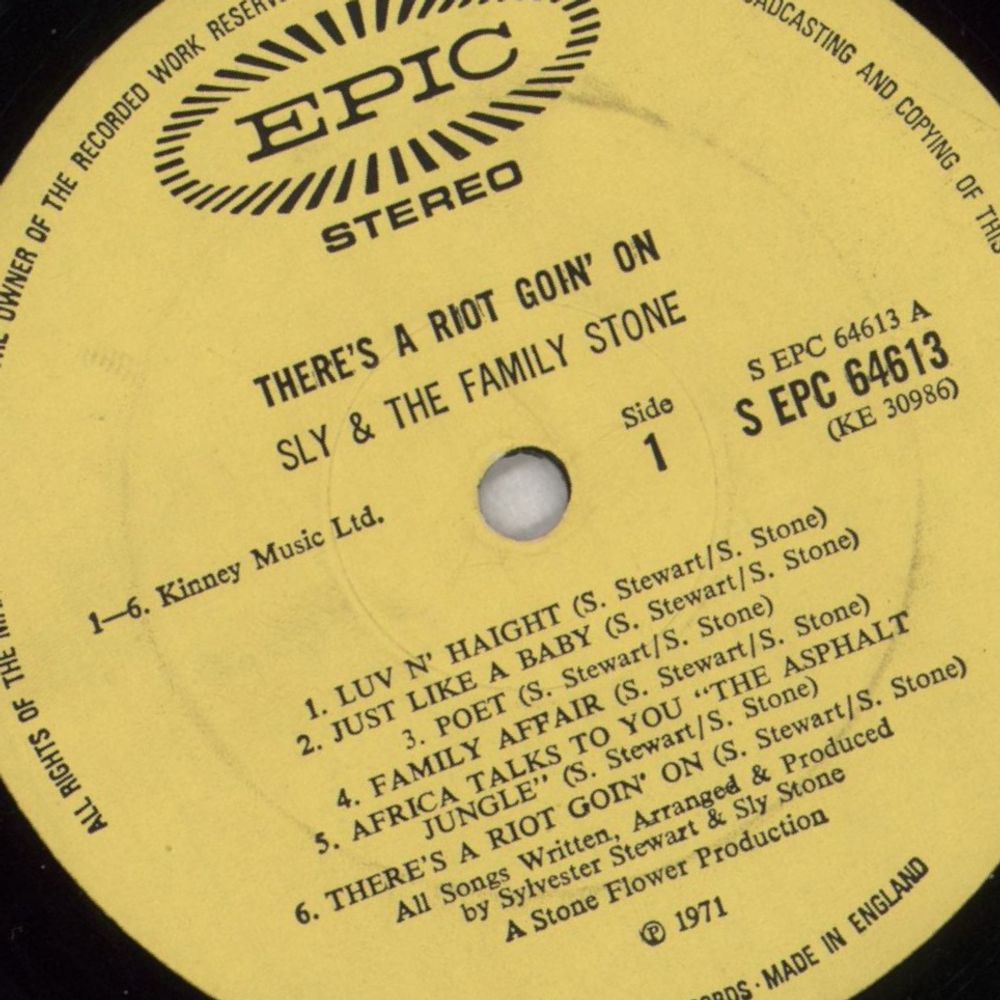 EPIC
STEREO
THERE'S A RIOT GOIN' ON
SLY & THE FAMILY STONE
S EPC 64613 A
S EPC 64613
(KE 30986)
Side
1
1—6. Kinney Music Ltd.
1. LUV N' HAIGHT (S. Stewart/S. Stone)
2. JUST LIKE A BABY (S. Stewart/S. Stone)
3. POET (S. Stewart/S. Stone)
4. FAMILY AFFAIR (S. Stewart/S. Stone)
5. AFRICA TALKS TO YOU "THE ASPHALT
JUNGLE" (S. Stewart/S. Stone)
6. THERE'S A RIOT GOIN' ON (S. Stewart/S. Stone)
All Songs Written, Arranged & Produced
by Sylvester Stewart & Sly Stone
A Stone Flower Production
℗ 1971
ALL RIGHTS OF THE
OWNER OF THE RECORDED WORK
BROADCASTING AND COPYING OF THIS
MADE IN ENGLAND